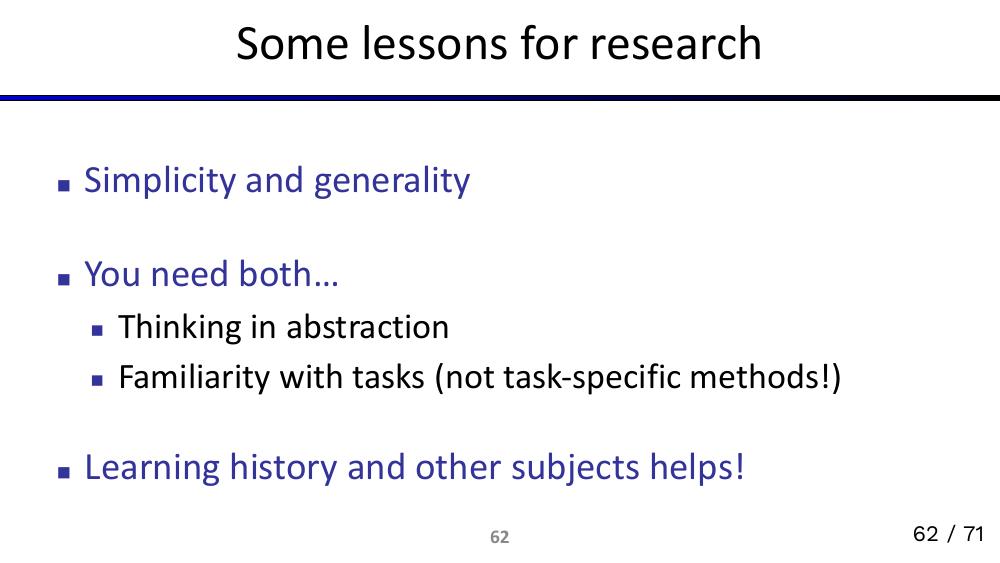 Some lessons for research
▪ Simplicity and generality
▪ You need both…
▪ Thinking in abstraction
▪ Familiarity with tasks (not task-specific methods!)
▪ Learning history and other subjects helps!
62
62 / 71